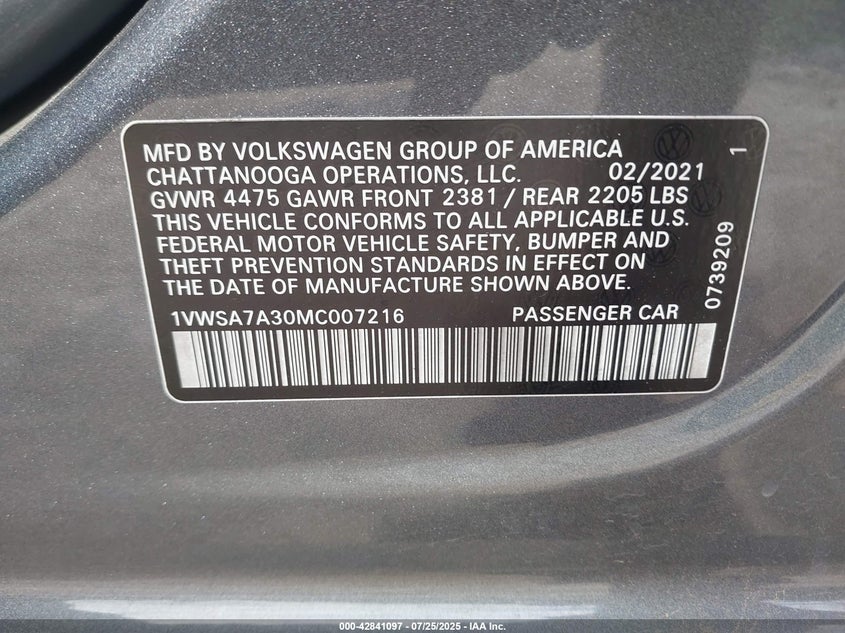 MFD BY VOLKSWAGEN GROUP OF AMERICA
CHATTANOOGA OPERATIONS, LLC. 02/2021
GVWR 4475 GAWR FRONT 2381 / REAR 2205 LBS
THIS VEHICLE CONFORMS TO ALL APPLICABLE U.S.
FEDERAL MOTOR VEHICLE SAFETY, BUMPER AND
THEFT PREVENTION STANDARDS IN EFFECT ON
THE DATE OF MANUFACTURE SHOWN ABOVE.
1VWSA7A30MC007216 PASSENGER CAR
0739209 1
000-42841097 - 07/25/2025 - IAA Inc.